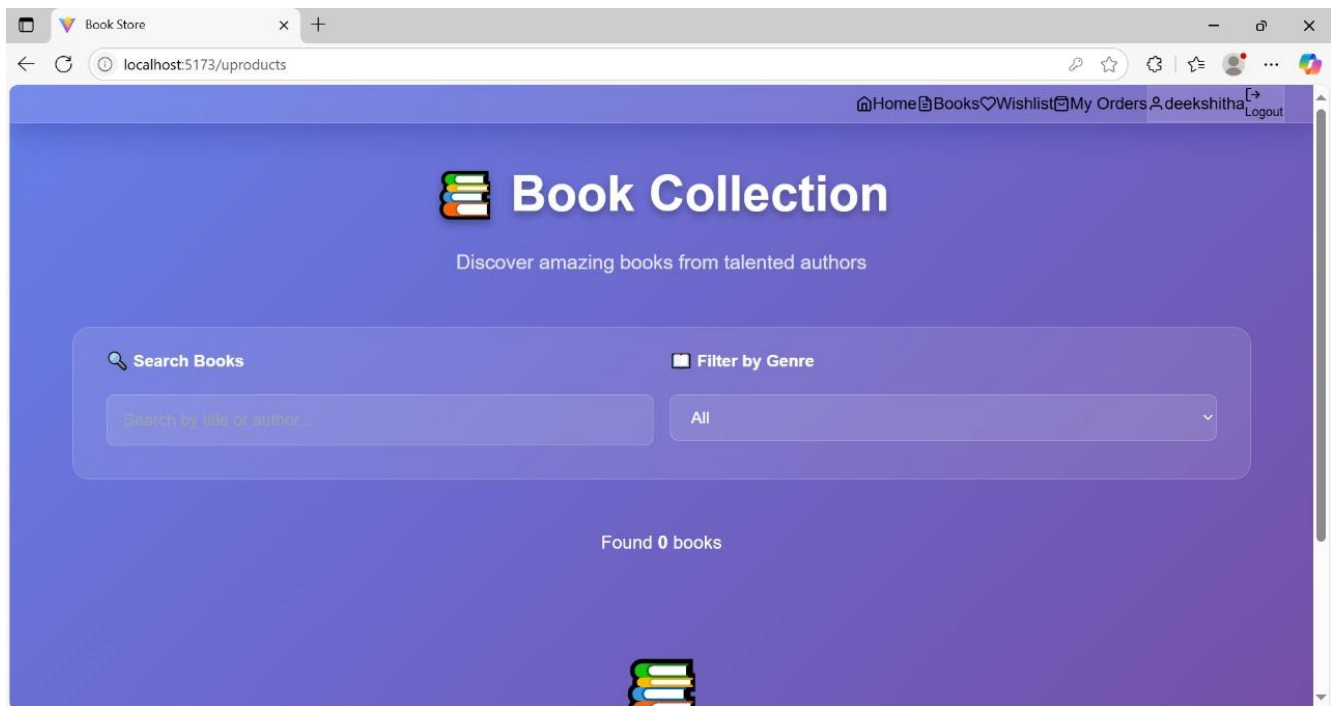 Book Store
localhost:5173/uproducts
Home Books Wishlist My Orders deekshitha Logout
Book Collection
Discover amazing books from talented authors
Search Books
Filter by Genre
Search by title or author...
All
Found 0 books